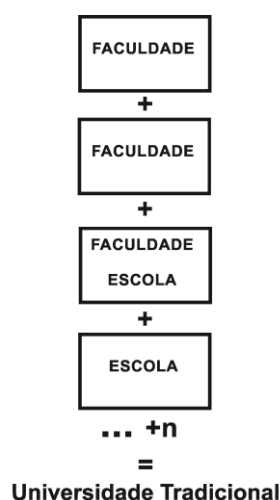 FACULDADE
+
FACULDADE
+
FACULDADE
ESCOLA
+
ESCOLA
... +n
=
Universidade Tradicional